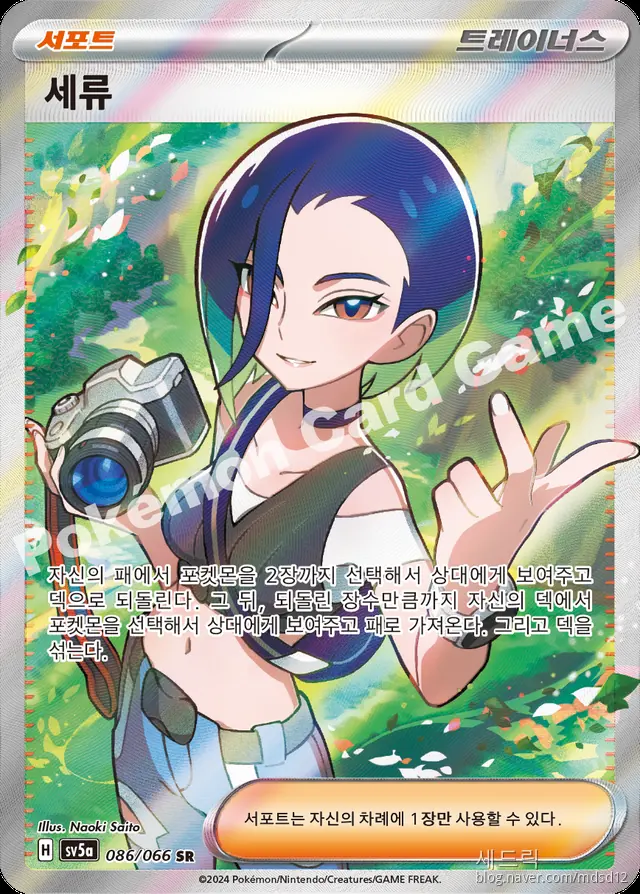 서포트
트레이너스
세류
Pokémon Card Game
자신의 패에서 포켓몬을 2장까지 선택해서 상대에게 보여주고
덱으로 되돌린다. 그 뒤, 되돌린 장수만큼까지 자신의 덱에서
포켓몬을 선택해서 상대에게 보여주고 패로 가져온다. 그리고 덱을
섞는다.
서포트는 자신의 차례에 1장만 사용할 수 있다.
Illus. Naoki Saito
H sv5a 086/066 SR
©2024 Pokémon/Nintendo/Creatures/GAME FREAK.
세드릭
blog.naver.com/mdsd12